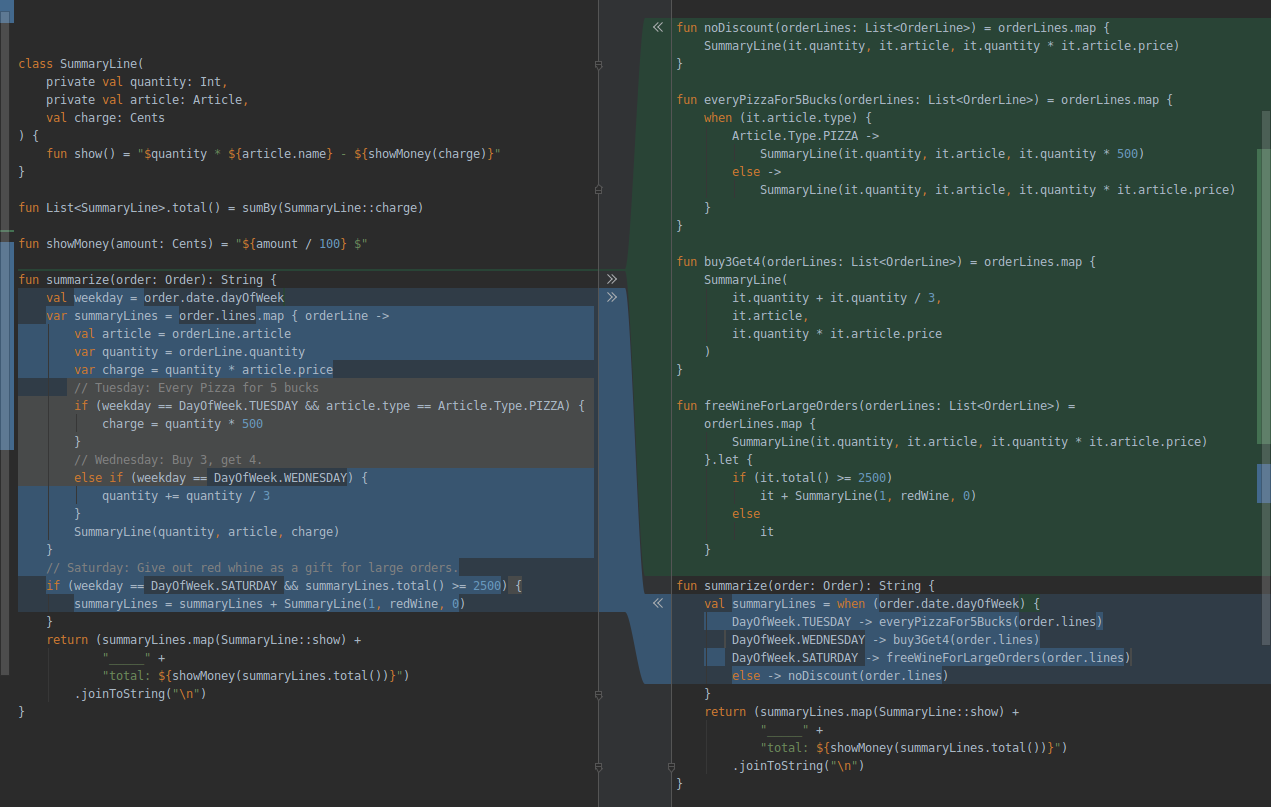 class SummaryLine(
    private val quantity: Int,
    private val article: Article,
    val charge: Cents
) {
    fun show() = "$quantity * ${article.name} - ${showMoney(charge)}"
}
fun List<SummaryLine>.total() = sumBy(SummaryLine::charge)
fun showMoney(amount: Cents) = "${amount / 100} $"
fun summarize(order: Order): String {
    val weekday = order.date.dayOfWeek
    var summaryLines = order.lines.map { orderLine ->
        val article = orderLine.article
        var quantity = orderLine.quantity
        var charge = quantity * article.price
        // Tuesday: Every Pizza for 5 bucks
        if (weekday == DayOfWeek.TUESDAY && article.type == Article.Type.PIZZA) {
            charge = quantity * 500
        }
        // Wednesday: Buy 3, get 4.
        else if (weekday == DayOfWeek.WEDNESDAY) {
            quantity += quantity / 3
        }
        SummaryLine(quantity, article, charge)
    }
    // Saturday: Give out red whine as a gift for large orders.
    if (weekday == DayOfWeek.SATURDAY && summaryLines.total() >= 2500) {
        summaryLines = summaryLines + SummaryLine(1, redWine, 0)
    }
    return (summaryLines.map(SummaryLine::show) +
            "_____" +
            "total: ${showMoney(summaryLines.total())}")
        .joinToString("\n")
}
fun noDiscount(orderLines: List<OrderLine>) = orderLines.map {
    SummaryLine(it.quantity, it.article, it.quantity * it.article.price)
}
fun everyPizzaFor5Bucks(orderLines: List<OrderLine>) = orderLines.map {
    when (it.article.type) {
        Article.Type.PIZZA ->
            SummaryLine(it.quantity, it.article, it.quantity * 500)
        else ->
            SummaryLine(it.quantity, it.article, it.quantity * it.article.price)
    }
}
fun buy3Get4(orderLines: List<OrderLine>) = orderLines.map {
    SummaryLine(
        it.quantity + it.quantity / 3,
        it.article,
        it.quantity * it.article.price
    )
}
fun freeWineForLargeOrders(orderLines: List<OrderLine>) =
    orderLines.map {
        SummaryLine(it.quantity, it.article, it.quantity * it.article.price)
    }.let {
        if (it.total() >= 2500)
            it + SummaryLine(1, redWine, 0)
        else
            it
    }
fun summarize(order: Order): String {
    val summaryLines = when (order.date.dayOfWeek) {
        DayOfWeek.TUESDAY -> everyPizzaFor5Bucks(order.lines)
        DayOfWeek.WEDNESDAY -> buy3Get4(order.lines)
        DayOfWeek.SATURDAY -> freeWineForLargeOrders(order.lines)
        else -> noDiscount(order.lines)
    }
    return (summaryLines.map(SummaryLine::show) +
            "_____" +
            "total: ${showMoney(summaryLines.total())}")
        .joinToString("\n")
}